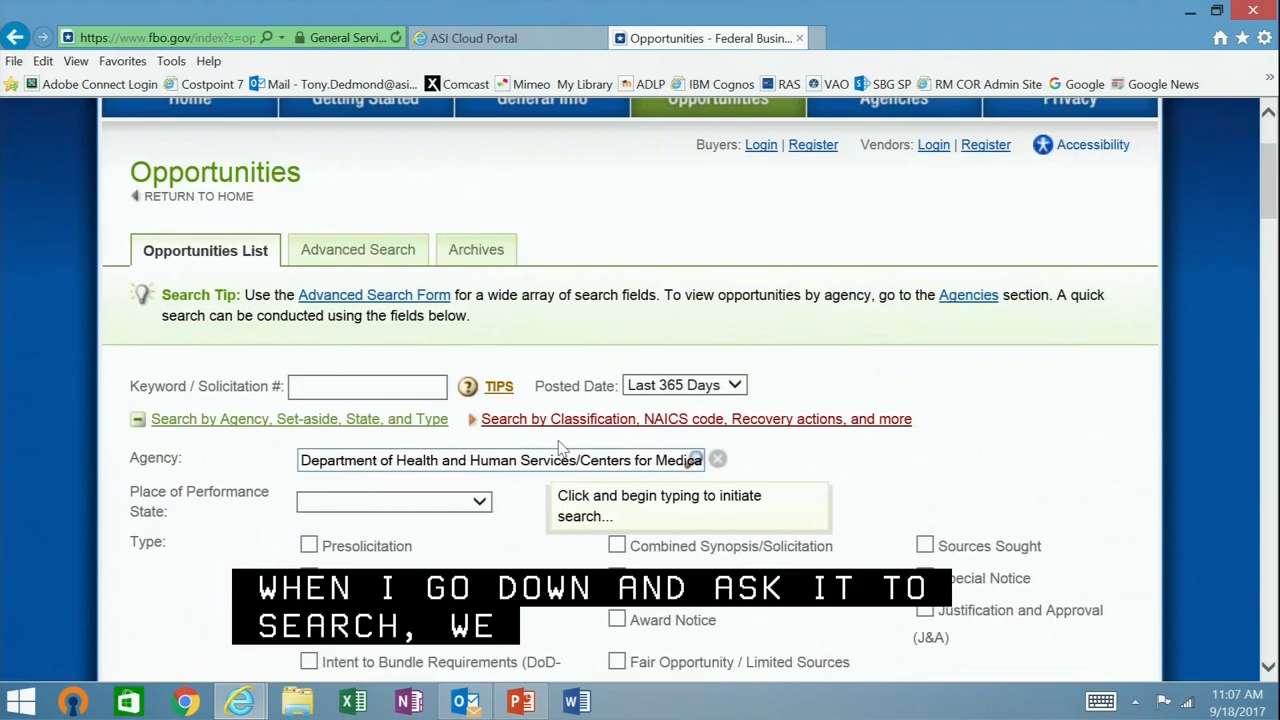 https://www.fbo.gov/index?s=op
General Servi...
ASI Cloud Portal
Opportunities - Federal Busin...
File Edit View Favorites Tools Help
Adobe Connect Login Costpoint 7 Mail - Tony.Dedmond@asi... Comcast Mimeo My Library ADLP IBM Cognos RAS VAO SBG SP RM COR Admin Site Google Google News
Home Getting Started General Info Opportunities Agencies Privacy
Buyers: Login | Register Vendors: Login | Register Accessibility
Opportunities
RETURN TO HOME
Opportunities List Advanced Search Archives
Search Tip: Use the Advanced Search Form for a wide array of search fields. To view opportunities by agency, go to the Agencies section. A quick
search can be conducted using the fields below.
Keyword / Solicitation #: TIPS Posted Date: Last 365 Days
Search by Agency, Set-aside, State, and Type Search by Classification, NAICS code, Recovery actions, and more
Agency: Department of Health and Human Services/Centers for Medica
Place of Performance
State:
Click and begin typing to initiate
search...
Type: Presolicitation Combined Synopsis/Solicitation Sources Sought
Special Notice
WHEN I GO DOWN AND ASK IT TO
SEARCH, WE
Award Notice Justification and Approval
(J&A)
Intent to Bundle Requirements (DoD- Fair Opportunity / Limited Sources
11:07 AM
9/18/2017